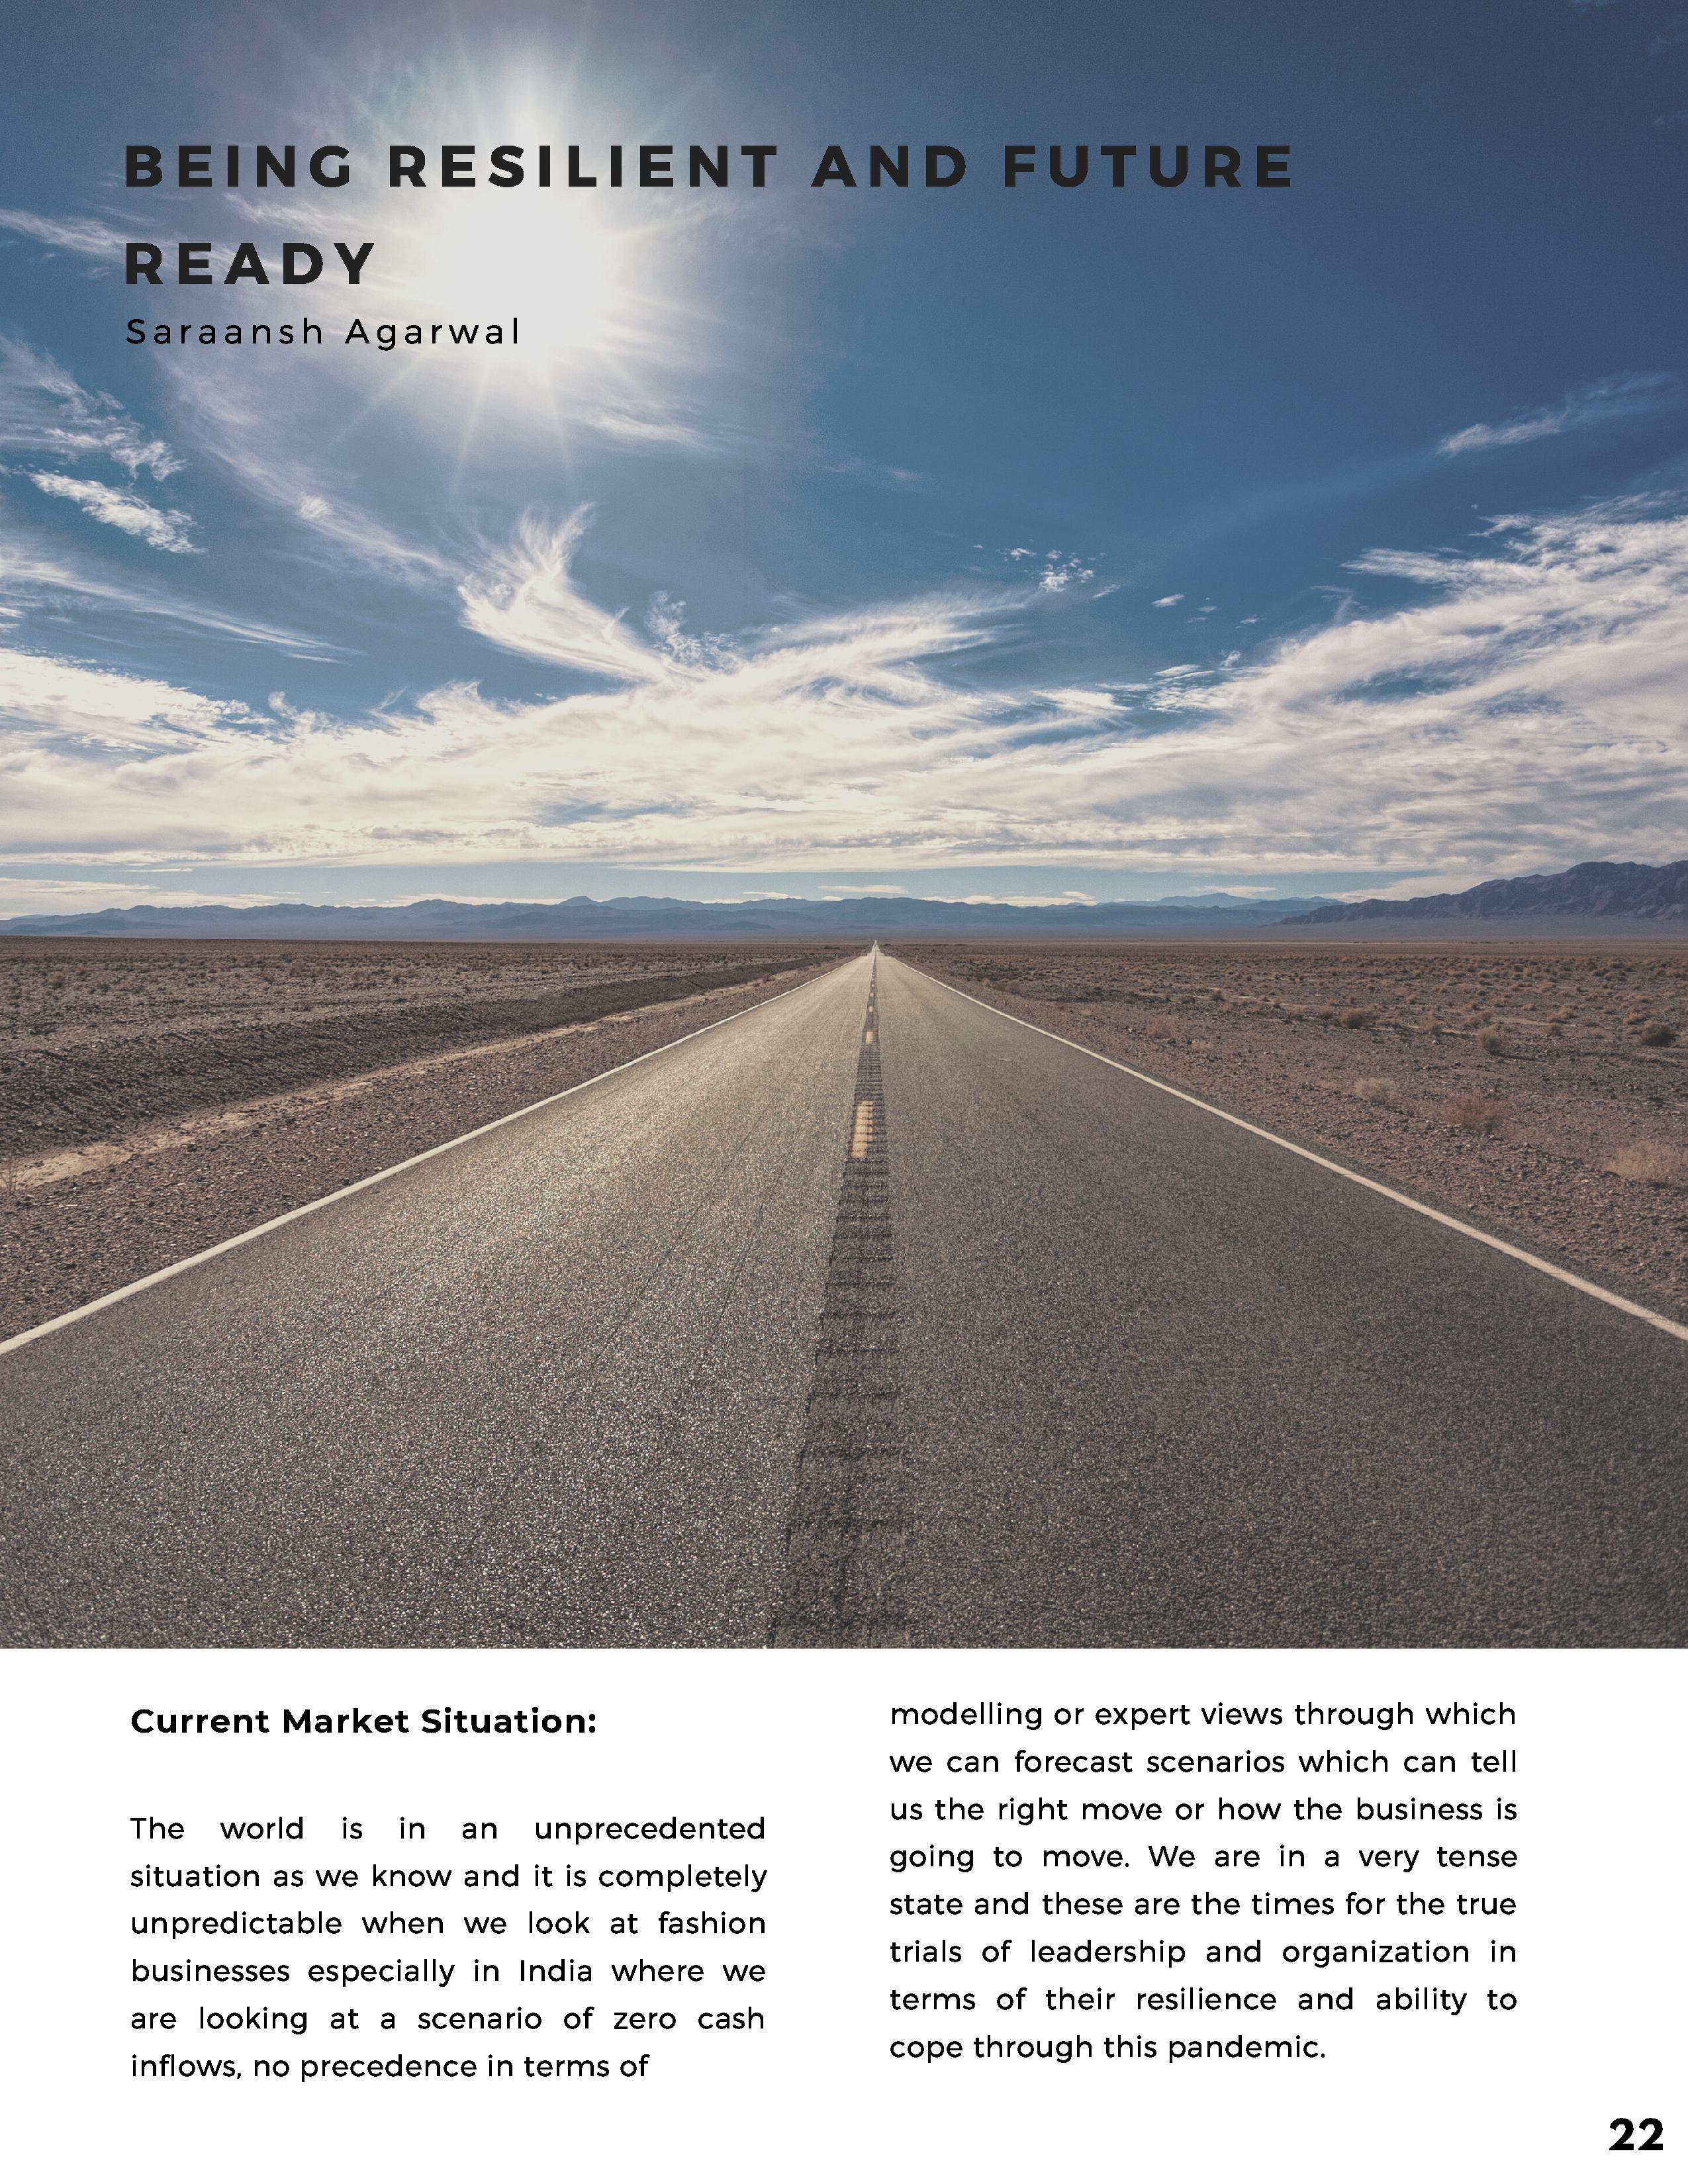 BEING RESILIENT AND FUTURE
READY
Saraansh Agarwal
Current Market Situation:
The world is in an unprecedented
situation as we know and it is completely
unpredictable when we look at fashion
businesses especially in India where we
are looking at a scenario of zero cash
inflows, no precedence in terms of
modelling or expert views through which
we can forecast scenarios which can tell
us the right move or how the business is
going to move. We are in a very tense
state and these are the times for the true
trials of leadership and organization in
terms of their resilience and ability to
cope through this pandemic.
22